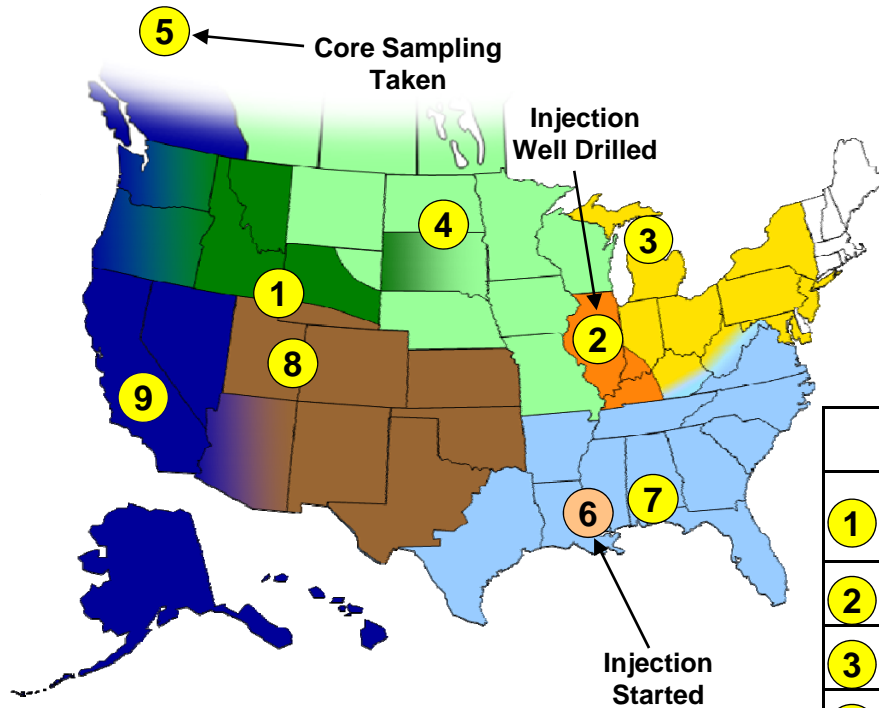 5
Core Sampling
Taken
Injection
Well Drilled
4
3
1
2
8
9
7
6
1
2
3
Injection
Started